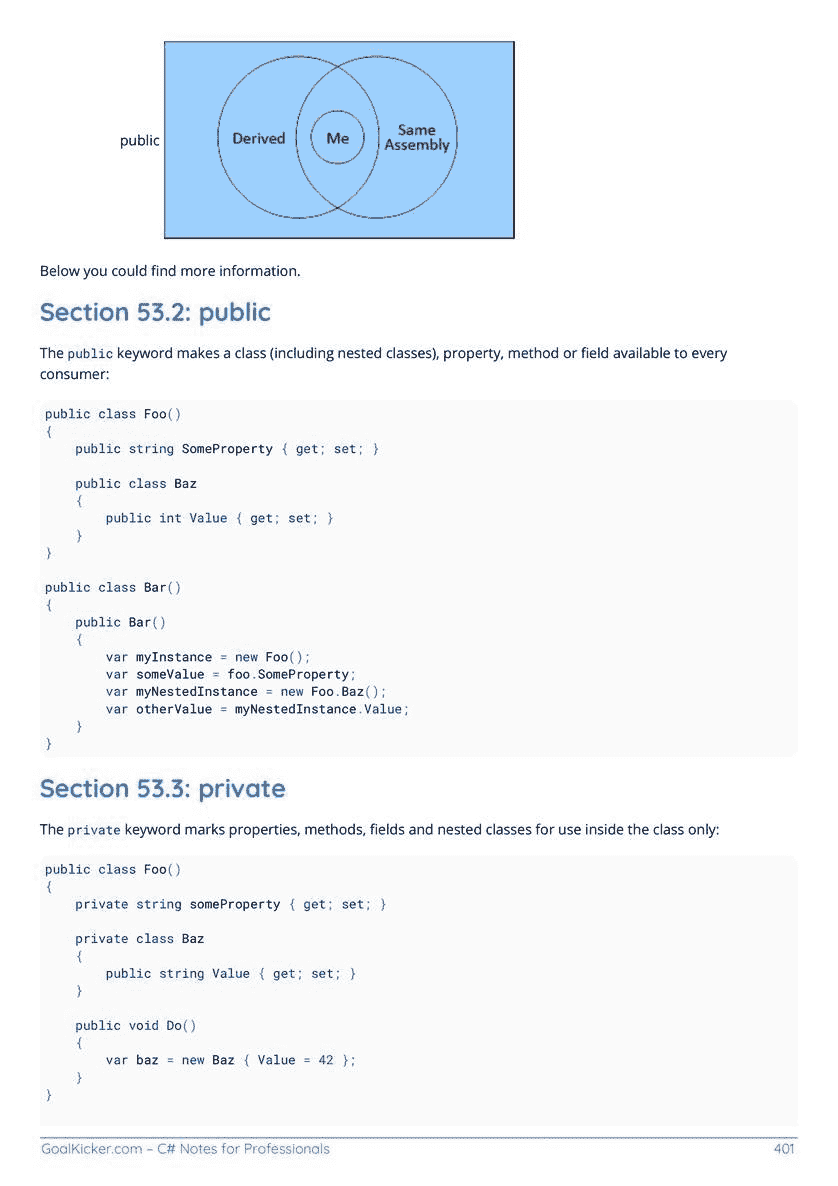 public
Derived
Me
Same
Assembly
Below you could find more information.
Section 53.2: public
The public keyword makes a class (including nested classes), property, method or field available to every
consumer:
public class Foo()
{
    public string SomeProperty { get; set; }

    public class Baz
    {
        public int Value { get; set; }
    }
}

public class Bar()
{
    public Bar()
    {
        var myInstance = new Foo();
        var someValue = foo.SomeProperty;
        var myNestedInstance = new Foo.Baz();
        var otherValue = myNestedInstance.Value;
    }
}
Section 53.3: private
The private keyword marks properties, methods, fields and nested classes for use inside the class only:
public class Foo()
{
    private string someProperty { get; set; }

    private class Baz
    {
        public string Value { get; set; }
    }

    public void Do()
    {
        var baz = new Baz { Value = 42 };
    }
}
GoalKicker.com – C# Notes for Professionals
401